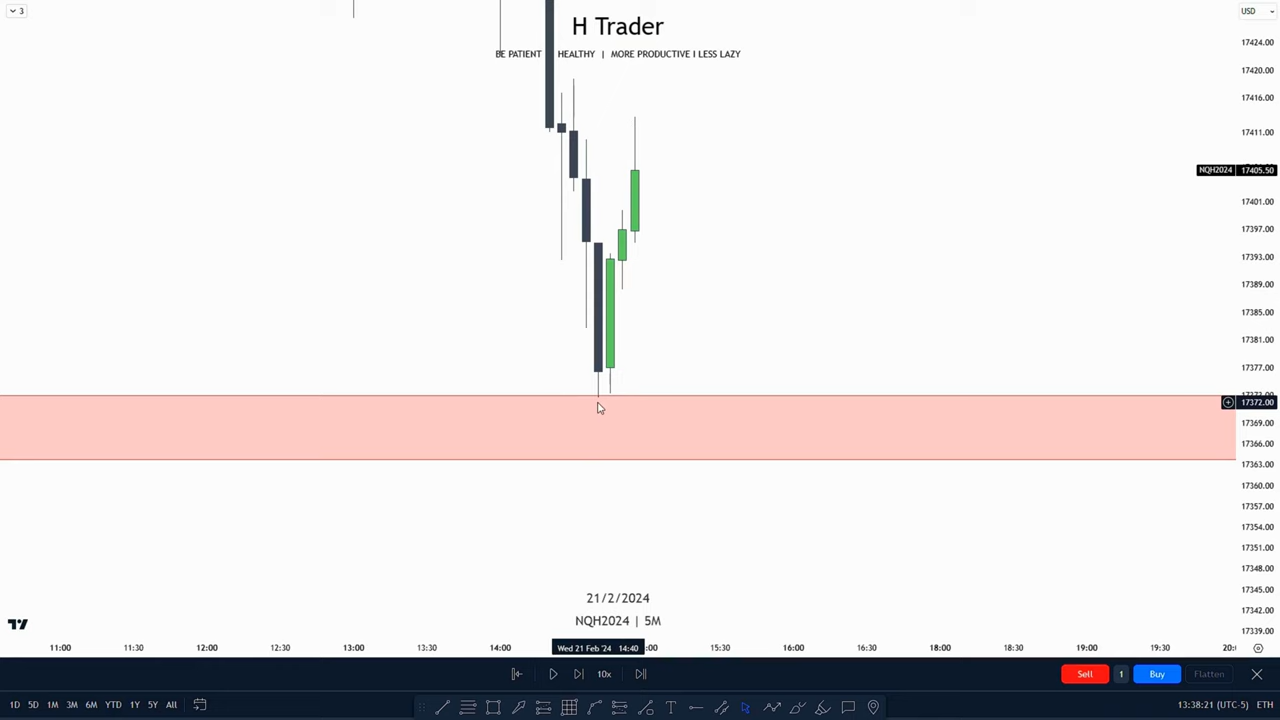 3
H Trader
USD
BE PATIENT HEALTHY | MORE PRODUCTIVE I LESS LAZY
17424.00
17420.00
17416.00
17411.00
NQH2024 17405.50
17401.00
17397.00
17393.00
17389.00
17385.00
17381.00
17377.00
17372.00
17369.00
17366.00
17363.00
17360.00
17357.00
17354.00
17351.00
17348.00
17345.00
17342.00
17339.00
21/2/2024
NQH2024 | 5M
11:00 11:30 12:00 12:30 13:00 13:30 14:00 Wed 21 Feb '24 14:40 :00 15:30 16:00 16:30 17:00 17:30 18:00 18:30 19:00 19:30 20:
10x
Sell 1 Buy Flatten
1D 5D 1M 3M 6M YTD 1Y 5Y All
13:38:21 (UTC-5) ETH